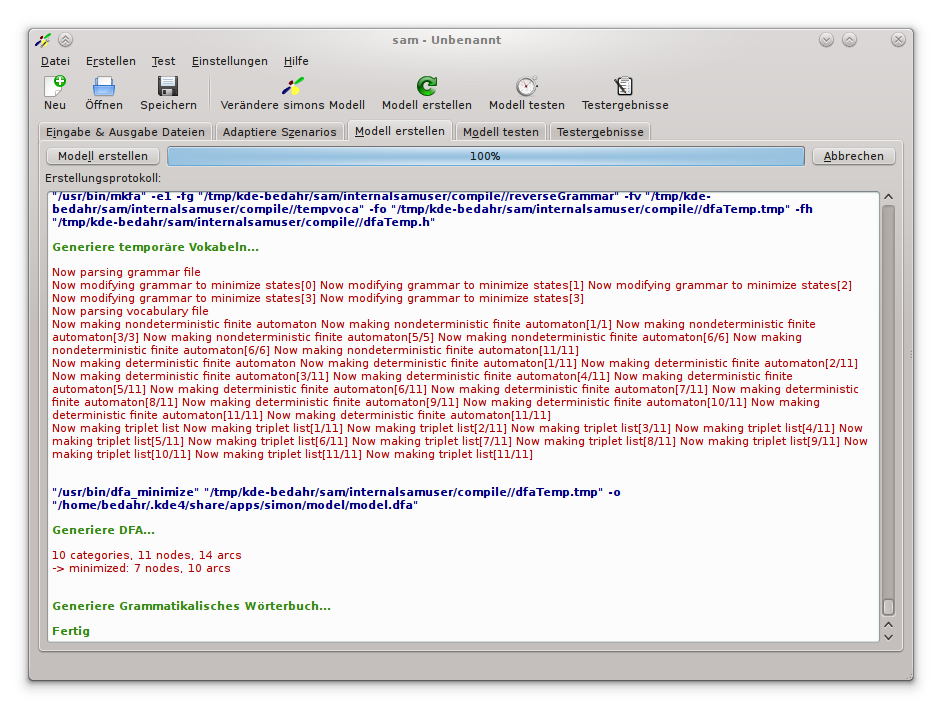 sam - Unbenannt
Datei Erstellen Test Einstellungen Hilfe
Neu Öffnen Speichern Verändere simons Modell Modell erstellen Modell testen Testergebnisse
Eingabe & Ausgabe Dateien Adaptiere Szenarios Modell erstellen Modell testen Testergebnisse
Modell erstellen 100% Abbrechen
Erstellungsprotokoll:
"/usr/bin/mkfa" -e1 -fg "/tmp/kde-bedahr/sam/internalsamuser/compile//reverseGrammar" -fv "/tmp/kde-
bedahr/sam/internalsamuser/compile//tempvoca" -fo "/tmp/kde-bedahr/sam/internalsamuser/compile//dfaTemp.tmp" -fh
"/tmp/kde-bedahr/sam/internalsamuser/compile//dfaTemp.h"
Generiere temporäre Vokabeln...
Now parsing grammar file
Now modifying grammar to minimize states[0] Now modifying grammar to minimize states[1] Now modifying grammar to minimize states[2]
Now modifying grammar to minimize states[3] Now modifying grammar to minimize states[3]
Now parsing vocabulary file
Now making nondeterministic finite automaton Now making nondeterministic finite automaton[1/1] Now making nondeterministic finite
automaton[3/3] Now making nondeterministic finite automaton[5/5] Now making nondeterministic finite automaton[6/6] Now making
nondeterministic finite automaton[6/6] Now making nondeterministic finite automaton[11/11]
Now making deterministic finite automaton Now making deterministic finite automaton[1/11] Now making deterministic finite automaton[2/11]
Now making deterministic finite automaton[3/11] Now making deterministic finite automaton[4/11] Now making deterministic finite
automaton[5/11] Now making deterministic finite automaton[6/11] Now making deterministic finite automaton[7/11] Now making deterministic
finite automaton[8/11] Now making deterministic finite automaton[9/11] Now making deterministic finite automaton[10/11] Now making
deterministic finite automaton[11/11] Now making deterministic finite automaton[11/11]
Now making triplet list Now making triplet list[1/11] Now making triplet list[2/11] Now making triplet list[3/11] Now making triplet list[4/11] Now
making triplet list[5/11] Now making triplet list[6/11] Now making triplet list[7/11] Now making triplet list[8/11] Now making triplet list[9/11] Now
making triplet list[10/11] Now making triplet list[11/11] Now making triplet list[11/11]
"/usr/bin/dfa_minimize" "/tmp/kde-bedahr/sam/internalsamuser/compile//dfaTemp.tmp" -o
"/home/bedahr/.kde4/share/apps/simon/model/model.dfa"
Generiere DFA...
10 categories, 11 nodes, 14 arcs
-> minimized: 7 nodes, 10 arcs
Generiere Grammatikalisches Wörterbuch...
Fertig